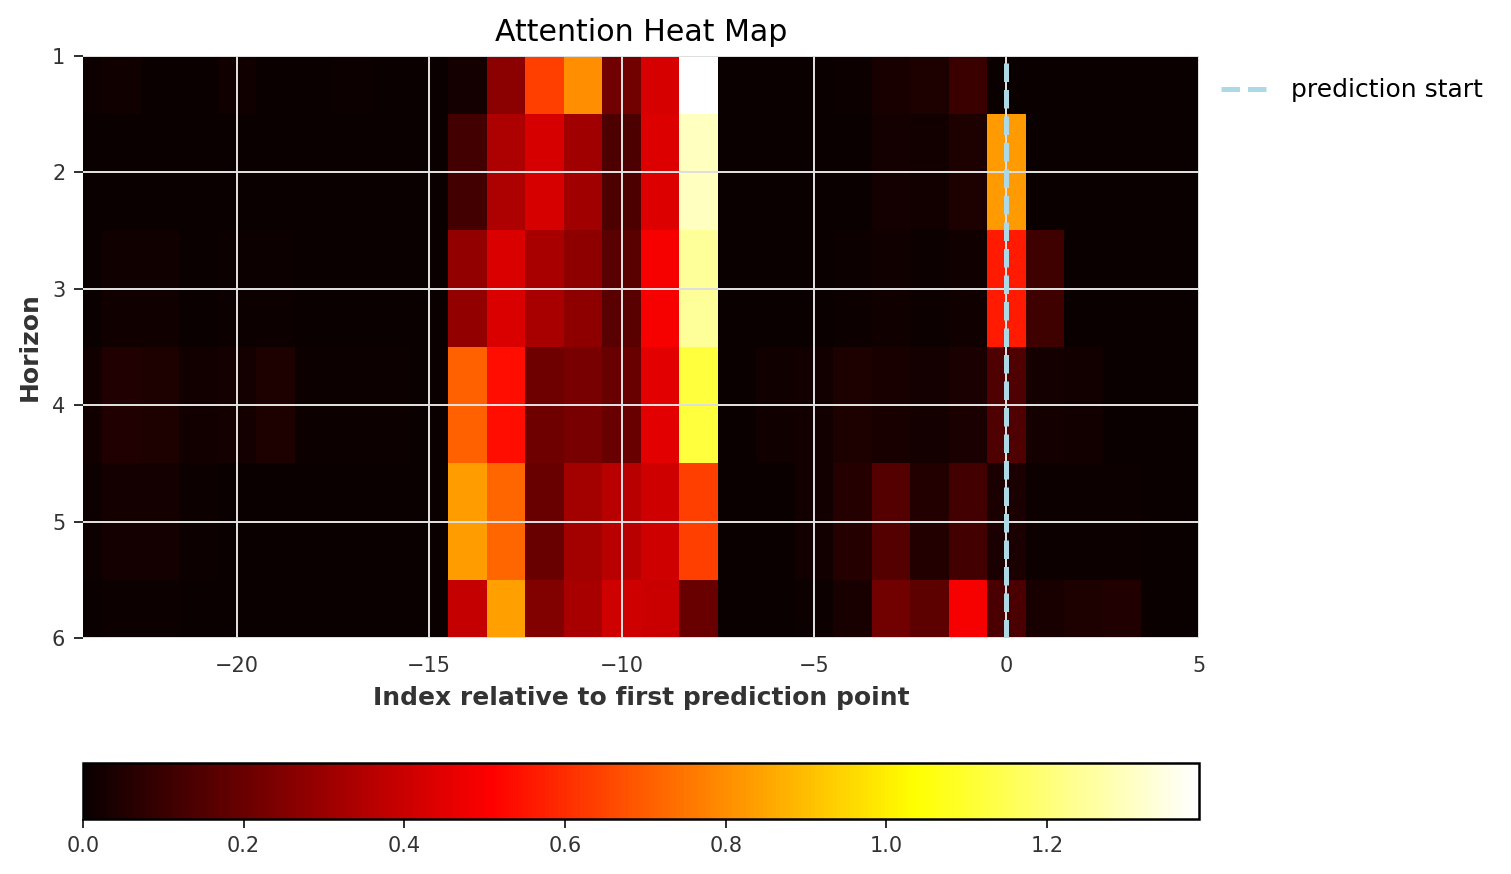 Attention Heat Map
prediction start
Horizon
1
2
3
4
5
6
−20 −15 −10 −5 0 5
Index relative to first prediction point
0.0 0.2 0.4 0.6 0.8 1.0 1.2